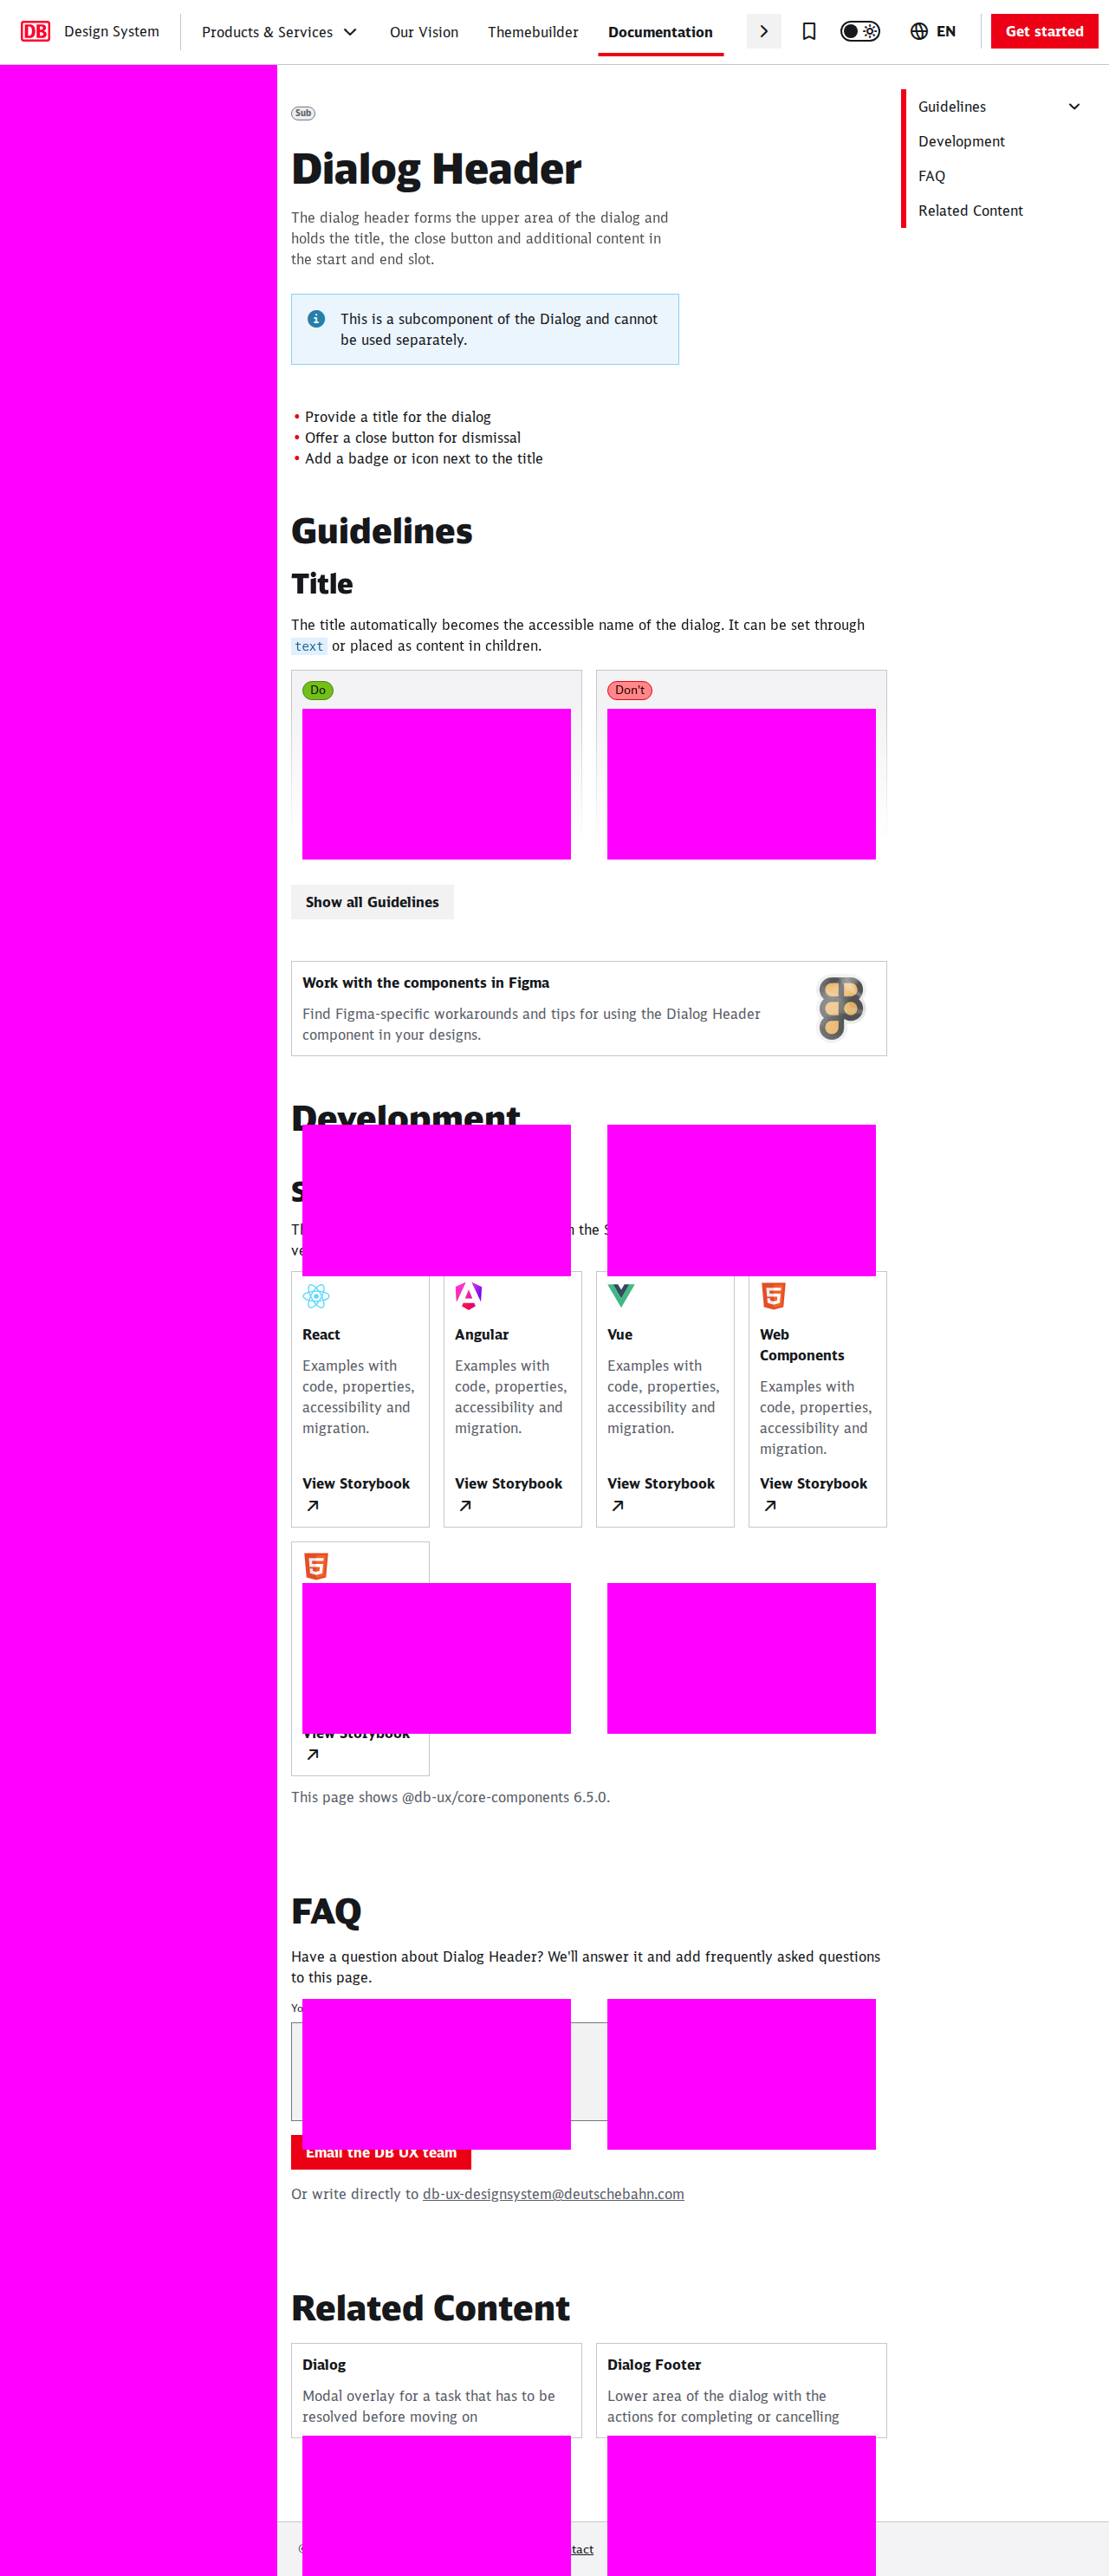 DB Design System
Products & Services
Our Vision
Themebuilder
Documentation
EN
Get started
Sub
Dialog Header
The dialog header forms the upper area of the dialog and
holds the title, the close button and additional content in
the start and end slot.
This is a subcomponent of the Dialog and cannot
be used separately.
• Provide a title for the dialog
• Offer a close button for dismissal
• Add a badge or icon next to the title
Guidelines
Development
FAQ
Related Content
Guidelines
Title
The title automatically becomes the accessible name of the dialog. It can be set through
text or placed as content in children.
Do
Don't
Show all Guidelines
Work with the components in Figma
Find Figma-specific workarounds and tips for using the Dialog Header
component in your designs.
Development
the
React
Examples with
code, properties,
accessibility and
migration.
View Storybook
Angular
Examples with
code, properties,
accessibility and
migration.
View Storybook
Vue
Examples with
code, properties,
accessibility and
migration.
View Storybook
Web
Components
Examples with
code, properties,
accessibility and
migration.
View Storybook
View Storybook
This page shows @db-ux/core-components 6.5.0.
FAQ
Have a question about Dialog Header? We'll answer it and add frequently asked questions
to this page.
Email the DB UX team
Or write directly to db-ux-designsystem@deutschebahn.com
Related Content
Dialog
Modal overlay for a task that has to be
resolved before moving on
Dialog Footer
Lower area of the dialog with the
actions for completing or cancelling